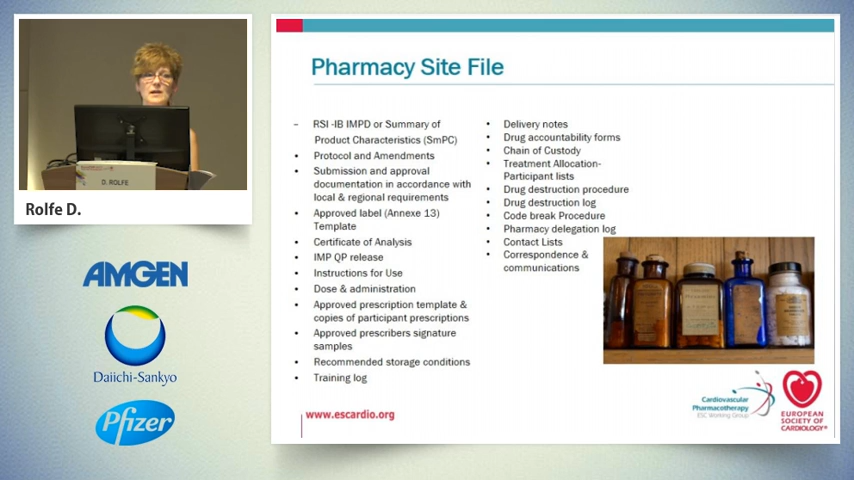 D. ROLFE
Rolfe D.
AMGEN
Daiichi-Sankyo
Pfizer
Pharmacy Site File
– RSI -IB IMPD or Summary of
Product Characteristics (SmPC)
• Protocol and Amendments
• Submission and approval
documentation in accordance with
local & regional requirements
• Approved label (Annexe 13)
Template
• Certificate of Analysis
• IMP QP release
• Instructions for Use
• Dose & administration
• Approved prescription template &
copies of participant prescriptions
• Approved prescribers signature
samples
• Recommended storage conditions
• Training log
• Delivery notes
• Drug accountability forms
• Chain of Custody
• Treatment Allocation-
Participant lists
• Drug destruction procedure
• Drug destruction log
• Code break Procedure
• Pharmacy delegation log
• Contact Lists
• Correspondence &
communications
www.escardio.org
Cardiovascular
Pharmacotherapy
ESC Working Group
EUROPEAN
SOCIETY OF
CARDIOLOGY®